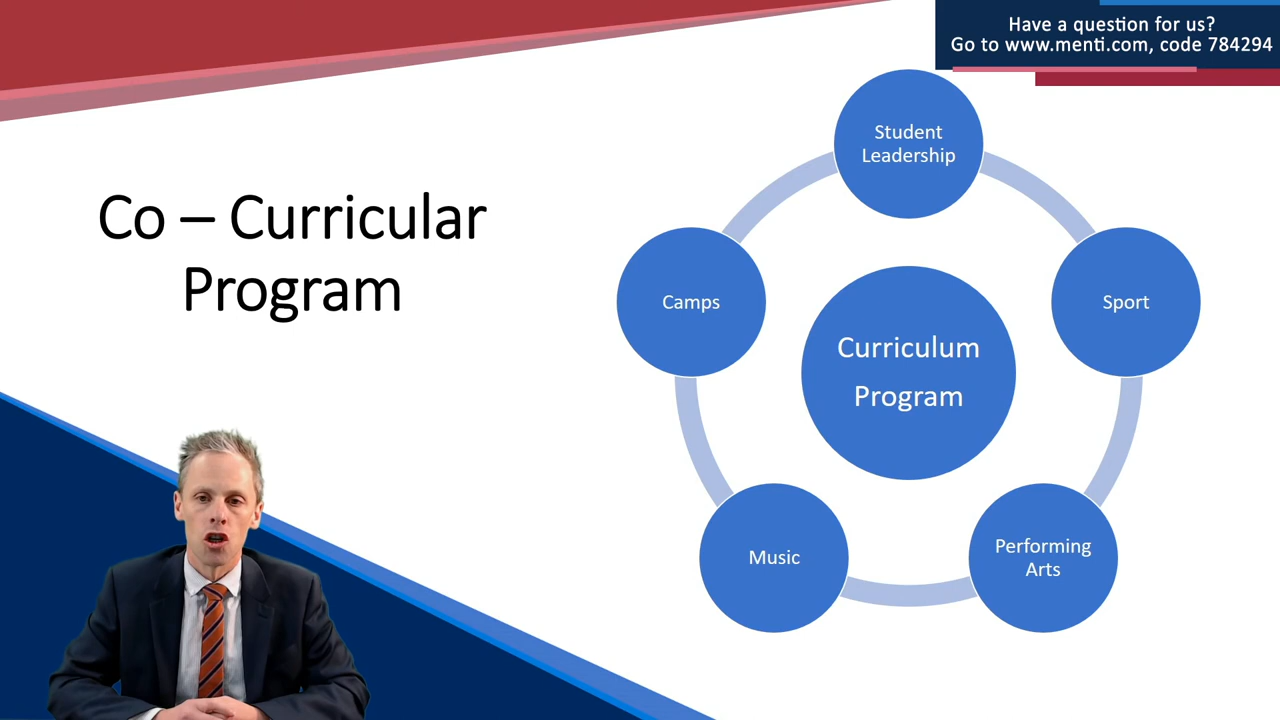 Have a question for us?
Go to www.menti.com, code 784294
Co – Curricular
Program
Student
Leadership
Sport
Performing
Arts
Music
Camps
Curriculum
Program